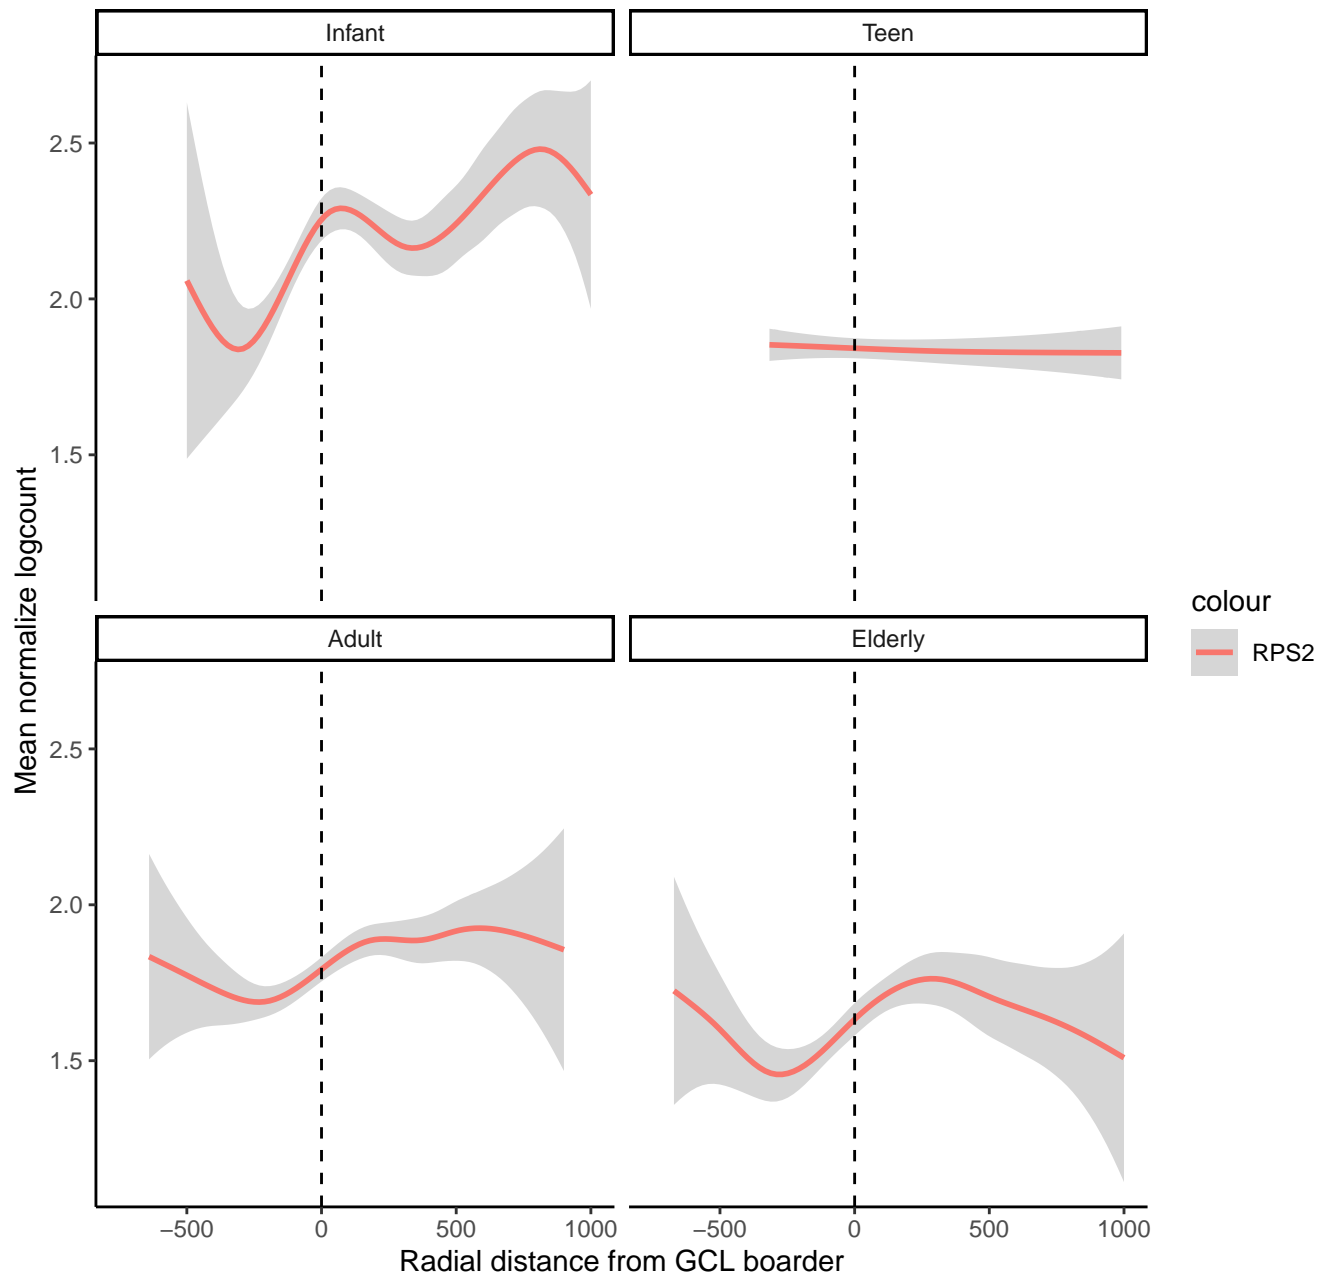 Infant
Teen
2.5
2.0
1.5
Adult
Elderly
2.5
2.0
1.5
−500
0
500
1000
−500
0
500
1000
Radial distance from GCL boarder
Mean normalize logcount
colour
RPS2